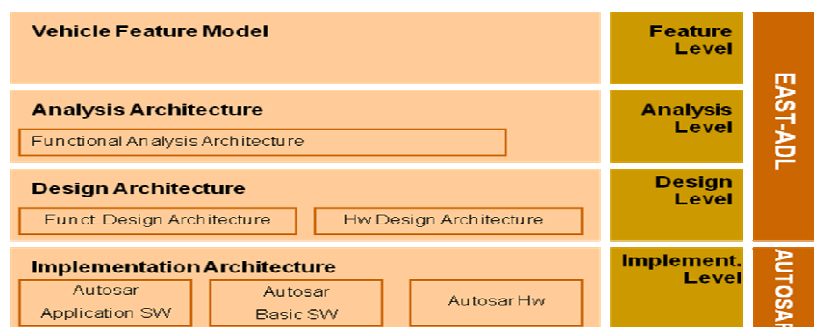 Vehicle Feature Model
Feature
Level
Analysis Architecture
Functional Analysis Architecture
Analysis
Level
Design Architecture
Funct Design Architecture
Hw Design Architecture
Design
Level
EAST-ADL
Implementation Architecture
Autosar
Application SW
Autosar
Basic SW
Autosar Hw
Implement.
Level
AUTOSAR